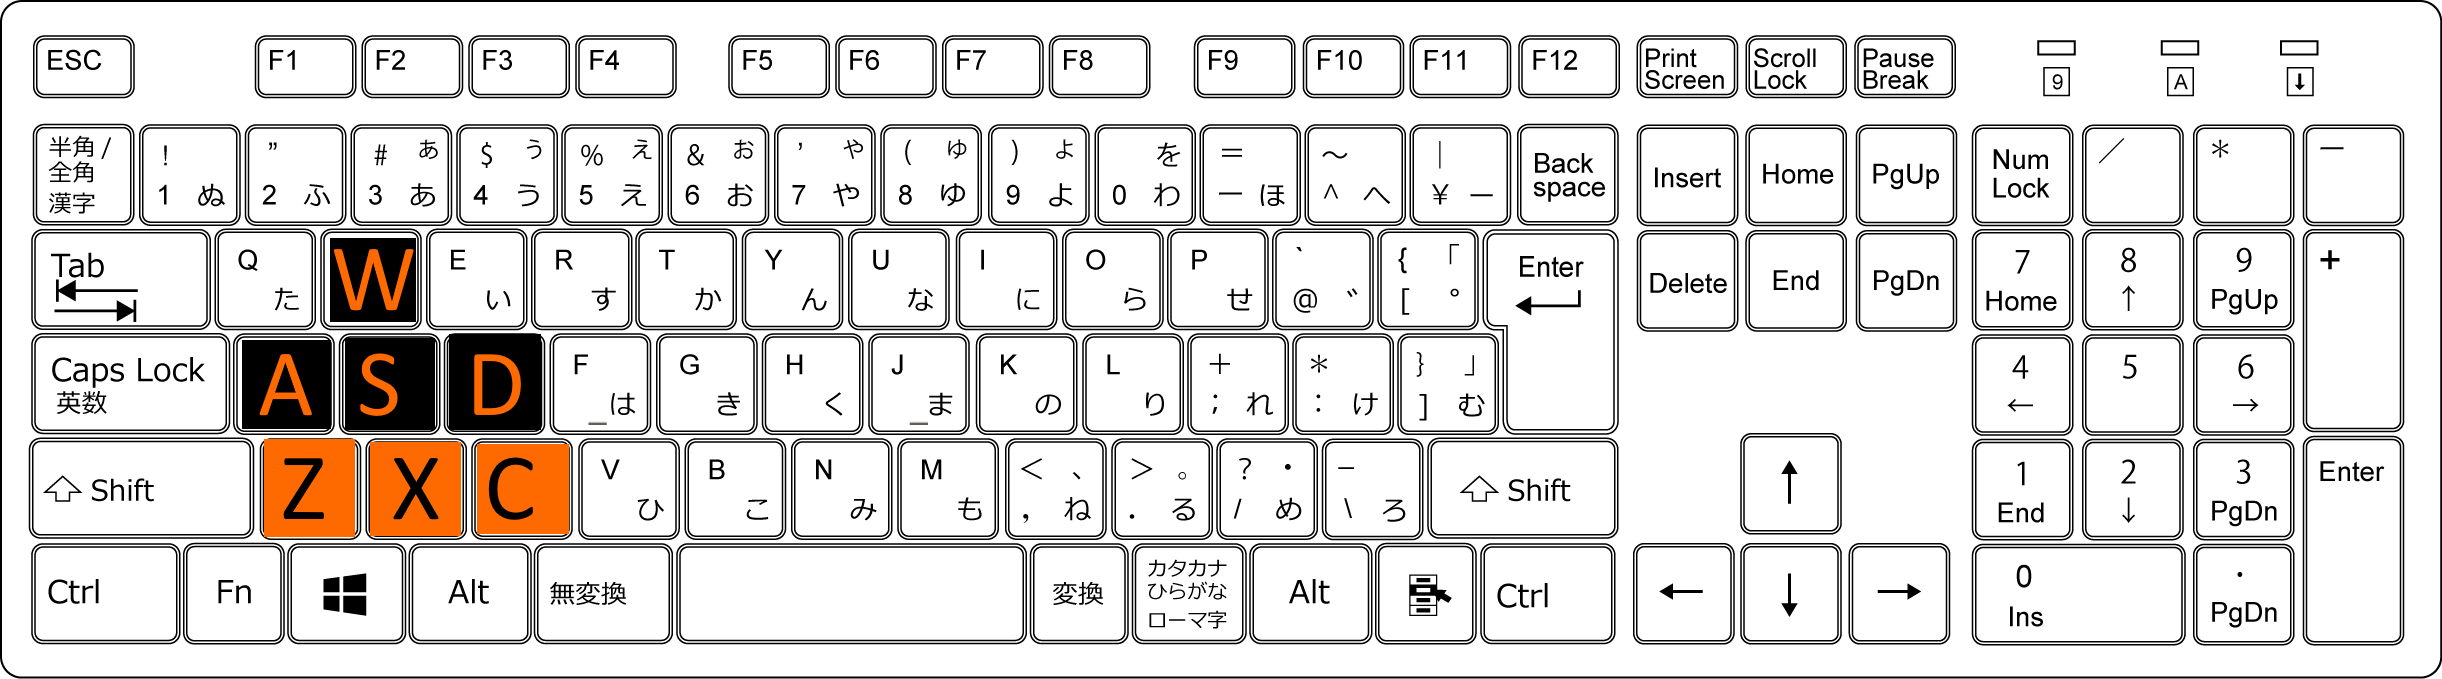 ESC F1 F2 F3 F4 F5 F6 F7 F8 F9 F10 F11 F12 Print Scroll Pause
Screen Lock Break
9 A ↓
半角 / ! ” # ぁ $ ぅ % ぇ & ぉ ’ ゃ ( ゅ ) ょ を = ～ | Back Insert Home PgUp Num ／ * －
全角
漢字 1 ぬ 2 ふ 3 あ 4 う 5 え 6 お 7 や 8 ゆ 9 よ 0 わ ー ほ ^ へ ¥ ー space Lock
Tab Q W E R T Y U I O P ` { 「 Enter Delete End PgDn 7 8 9 +
た い す か ん な に ら せ @ ゛ [ ゜ Home ↑ PgUp
Caps Lock A S D F G H J K L + * } 」 4 5 6
英数 _ は き く _ ま の り ; れ : け ] む ← →
Shift Z X C V B N M < 、 > 。 ? ・ － Shift ↑ 1 2 3 Enter
ひ こ み も , ね . る / め \ ろ End ↓ PgDn
Ctrl Fn Alt 無変換 変換 カタカナ Alt Ctrl ← ↓ → 0 .
ひらがな
ローマ字 Ins PgDn